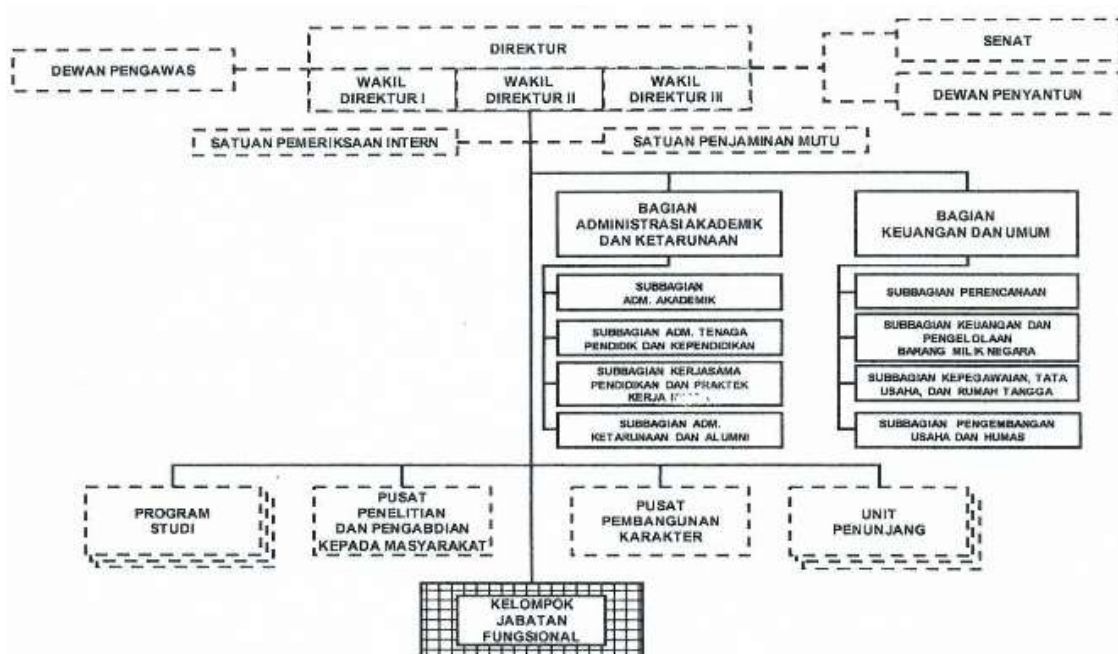 DIREKTUR
SENAT
DEWAN PENGAWAS
WAKIL
DIREKTUR I
WAKIL
DIREKTUR II
WAKIL
DIREKTUR III
DEWAN PENYANTUN
SATUAN PEMERIKSAAN INTERN
SATUAN PENJAMINAN MUTU
BAGIAN
ADMINISTRASI AKADEMIK
DAN KETARUNAAN
BAGIAN
KEUANGAN DAN UMUM
SUBBAGIAN
ADM. AKADEMIK
SUBBAGIAN ADM. TENAGA
PENDIDIK DAN KEPENDIDIKAN
SUBBAGIAN KERJASAMA
PENDIDIKAN DAN PRAKTEK
KERJA
SUBBAGIAN ADM.
KETARUNAAN DAN ALUMNI
SUBBAGIAN PERENCANAAN
SUBBAGIAN KEUANGAN DAN
PENGELOLAAN
BARANG MILIK NEGARA
SUBBAGIAN KEPEGAWAIAN, TATA
USAHA, DAN RUMAH TANGGA
SUBBAGIAN PENGEMBANGAN
USAHA DAN HUMAS
PROGRAM
STUDI
PUSAT
PENELITIAN
DAN PENGABDIAN
KEPADA MASYARAKAT
PUSAT
PEMBANGUNAN
KARAKTER
UNIT
PENUNJANG
KELOMPOK
JABATAN
FUNGSIONAL